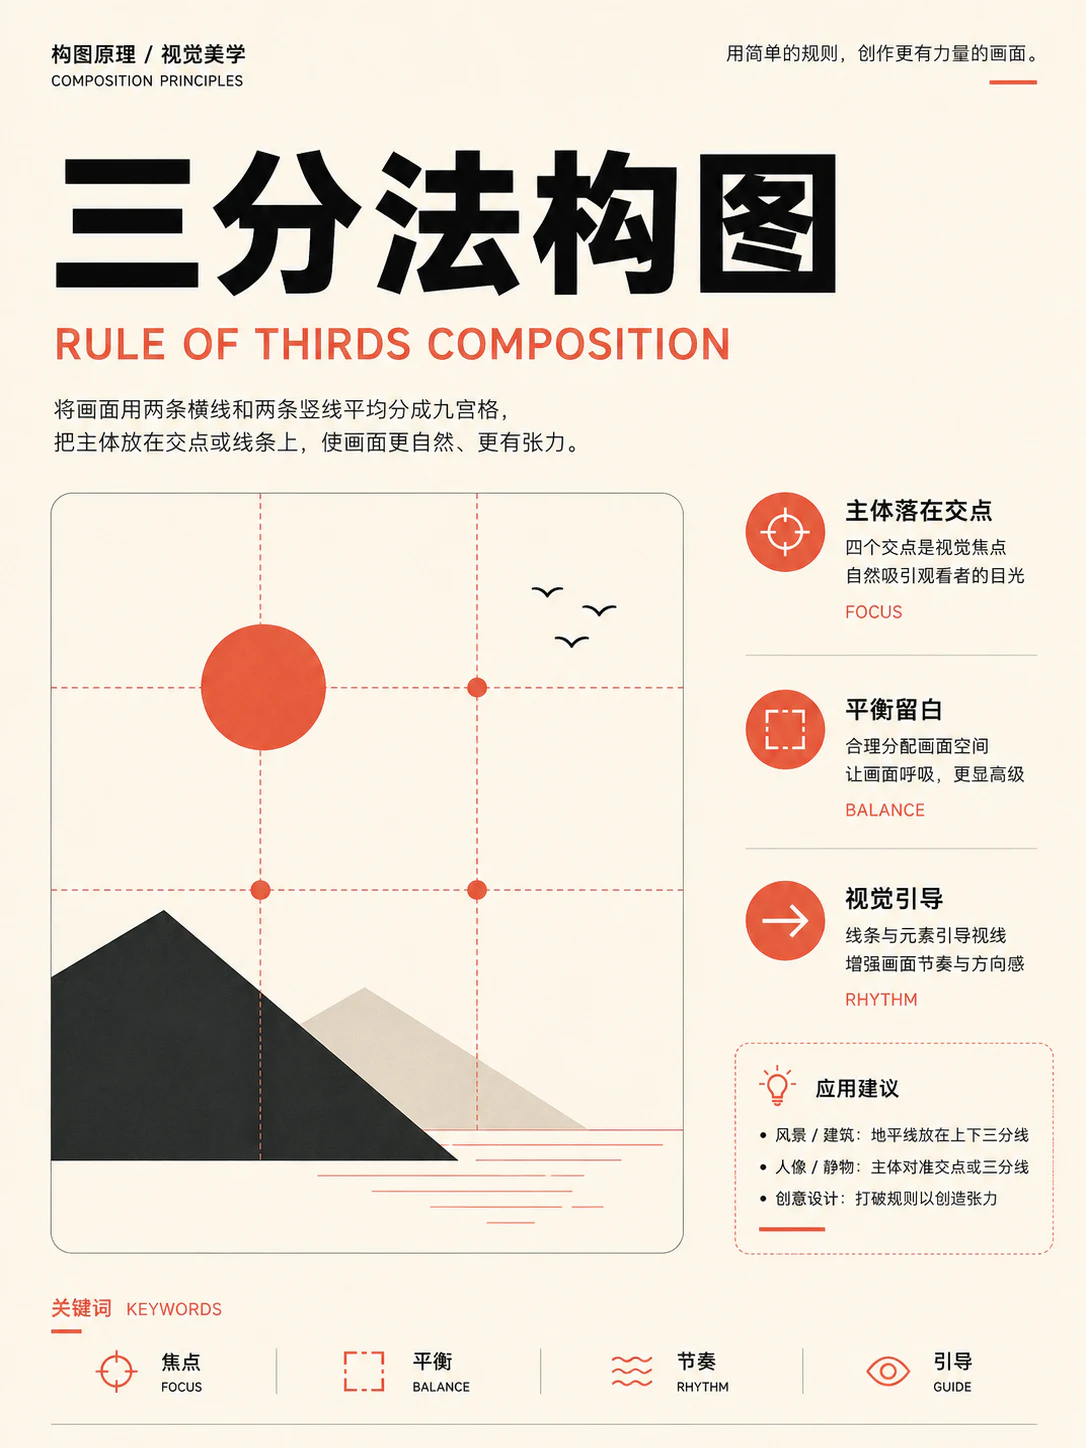 构图原理 / 视觉美学
COMPOSITION PRINCIPLES
用简单的规则，创作更有力量的画面。
三分法构图
RULE OF THIRDS COMPOSITION
将画面用两条横线和两条竖线平均分成九宫格，
把主体放在交点或线条上，使画面更自然、更有张力。
主体落在交点
四个交点是视觉焦点
自然吸引观看者的目光
FOCUS
平衡留白
合理分配画面空间
让画面呼吸，更显高级
BALANCE
视觉引导
线条与元素引导视线
增强画面节奏与方向感
RHYTHM
应用建议
• 风景 / 建筑：地平线放在上下三分线
• 人像 / 静物：主体对准交点或三分线
• 创意设计：打破规则以创造张力
关键词 KEYWORDS
焦点
FOCUS
平衡
BALANCE
节奏
RHYTHM
引导
GUIDE